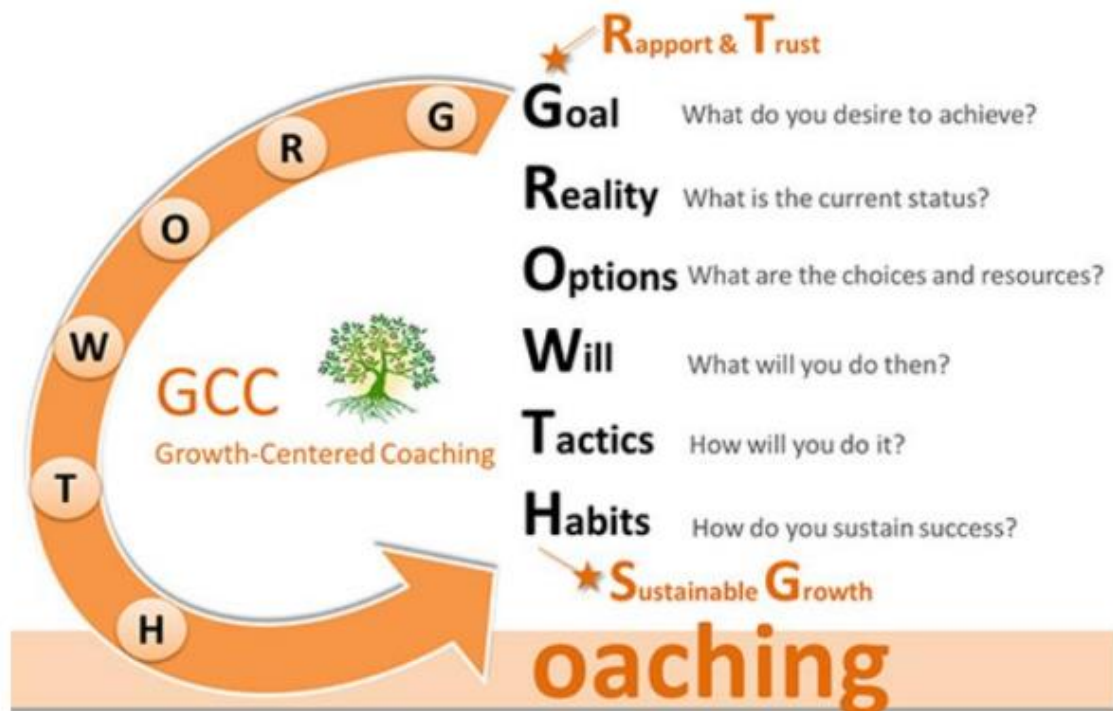 Rapport & Trust
G
R
O
W
T
H
Goal What do you desire to achieve?
Reality What is the current status?
Options What are the choices and resources?
Will What will you do then?
Tactics How will you do it?
Habits How do you sustain success?
GCC
Growth-Centered Coaching
Sustainable Growth
oaching